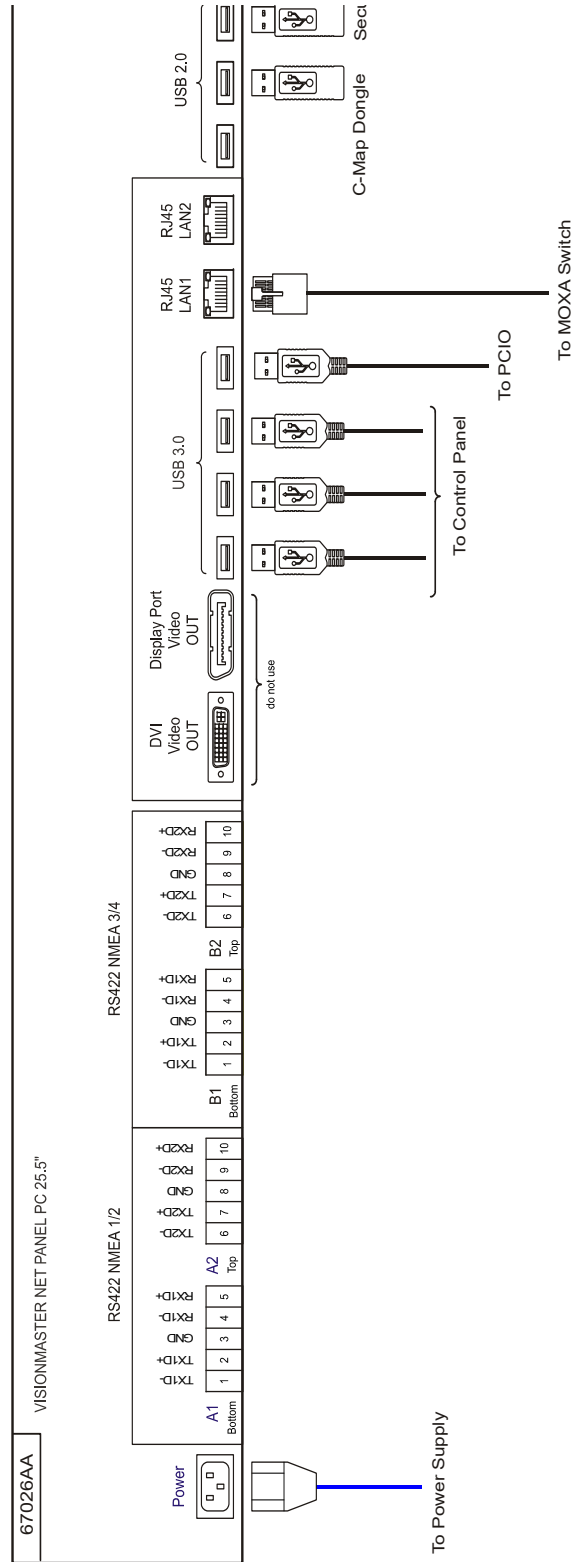 67026AA
VISIONMASTER NET PANEL PC 25.5"
RS422 NMEA 1/2
RS422 NMEA 3/4
Power
TX1D-
TX1D+
GND
RX1D-
RX1D+
A1
Bottom
1
2
3
4
5
TX2D-
TX2D+
GND
RX2D-
RX2D+
A2
Top
6
7
8
9
10
TX1D-
TX1D+
GND
RX1D-
RX1D+
B1
Bottom
1
2
3
4
5
TX2D-
TX2D+
GND
RX2D-
RX2D+
B2
Top
6
7
8
9
10
DVI
Video
OUT
Display Port
Video
OUT
USB 3.0
RJ45
LAN1
RJ45
LAN2
USB 2.0
do not use
To Power Supply
To Control Panel
To PCIO
To MOXA Switch
C-Map Dongle
Secu